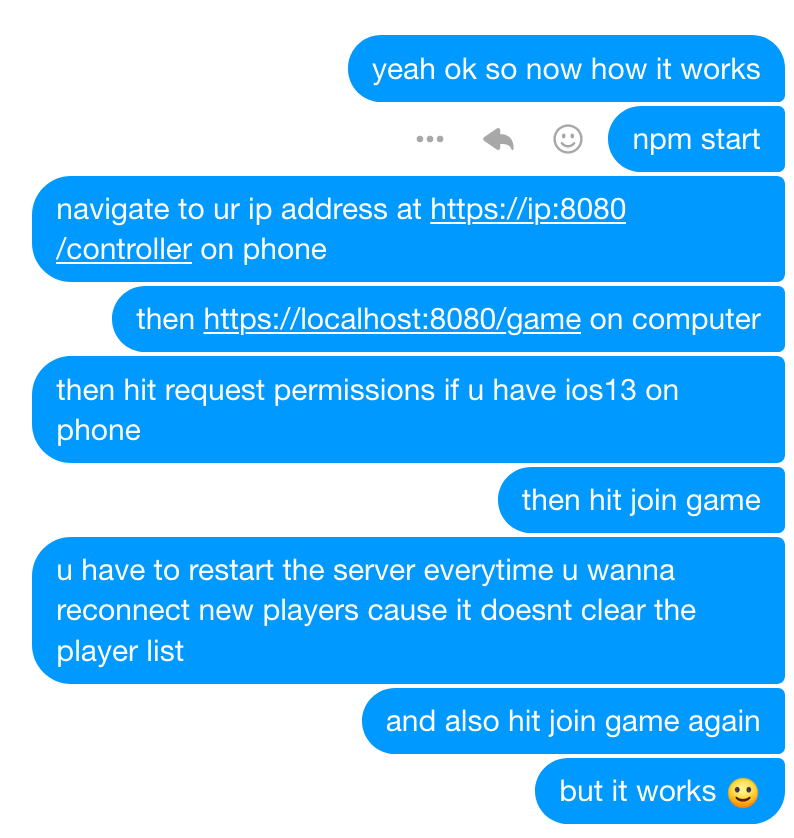 yeah ok so now how it works
npm start
navigate to ur ip address at https://ip:8080
/controller on phone
then https://localhost:8080/game on computer
then hit request permissions if u have ios13 on
phone
then hit join game
u have to restart the server everytime u wanna
reconnect new players cause it doesnt clear the
player list
and also hit join game again
but it works 🙂